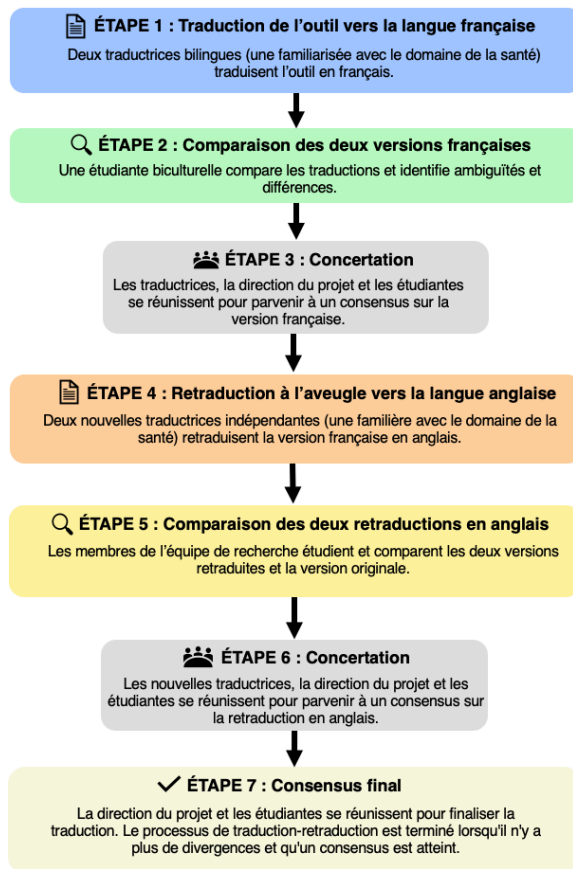 ÉTAPE 1 : Traduction de l'outil vers la langue française
Deux traductrices bilingues (une familiarisée avec le domaine de la santé)
traduisent l'outil en français.
ÉTAPE 2 : Comparaison des deux versions françaises
Une étudiante biculturelle compare les traductions et identifie ambiguïtés et
différences.
ÉTAPE 3 : Concertation
Les traductrices, la direction du projet et les étudiantes
se réunissent pour parvenir à un consensus sur la
version française.
ÉTAPE 4 : Retraduction à l'aveugle vers la langue anglaise
Deux nouvelles traductrices indépendantes (une familière avec le domaine de la
santé) retraduisent la version française en anglais.
ÉTAPE 5 : Comparaison des deux retraductions en anglais
Les membres de l'équipe de recherche étudient et comparent les deux versions
retraduites et la version originale.
ÉTAPE 6 : Concertation
Les nouvelles traductrices, la direction du projet et les
étudiantes se réunissent pour parvenir à un consensus sur
la retraduction en anglais.
ÉTAPE 7 : Consensus final
La direction du projet et les étudiantes se réunissent pour finaliser la
traduction. Le processus de traduction-retraduction est terminé lorsqu'il n'y a
plus de divergences et qu'un consensus est atteint.